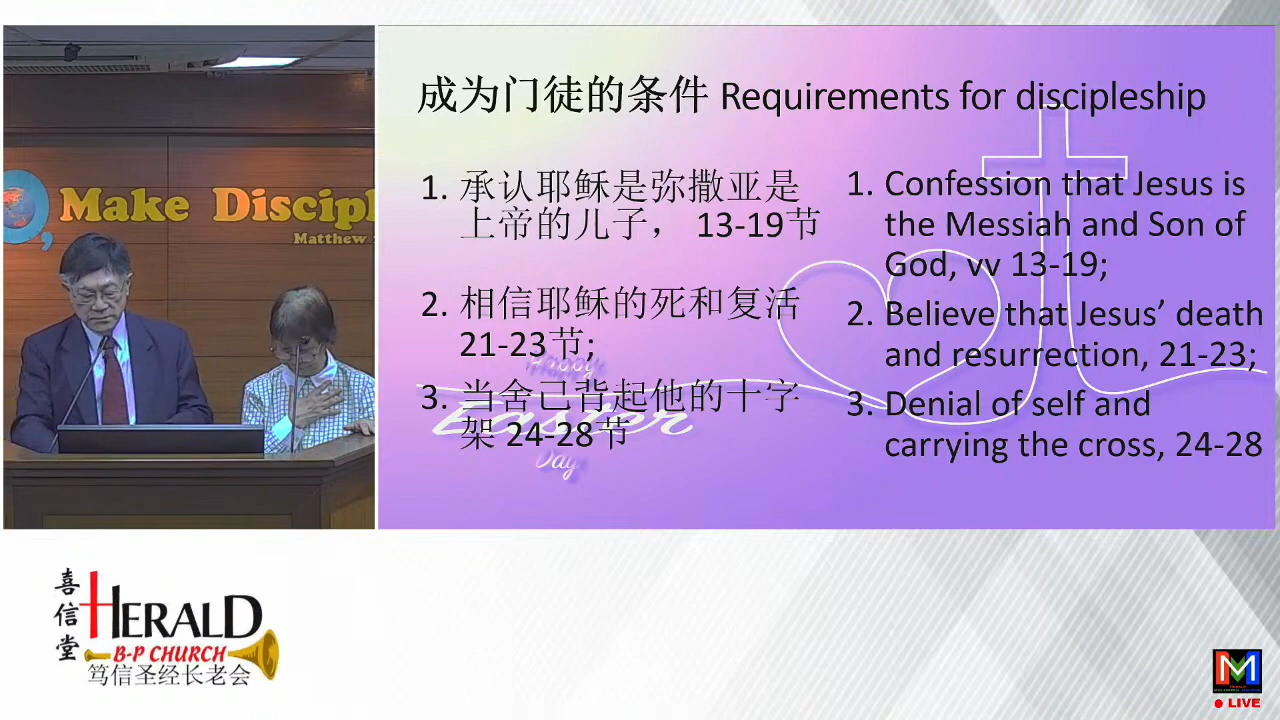 Make Discipl
Matthew
成为门徒的条件 Requirements for discipleship
1. 承认耶稣是弥撒亚是
上帝的儿子， 13-19节
2. 相信耶稣的死和复活
21-23节;
3. 当舍己背起他的十字
架 24-28节
1. Confession that Jesus is
the Messiah and Son of
God, vv 13-19;
2. Believe that Jesus’ death
and resurrection, 21-23;
3. Denial of self and
carrying the cross, 24-28
Happy
Easter
Day
喜信堂
HERALD
B-P CHURCH
笃信圣经长老会
LIVE